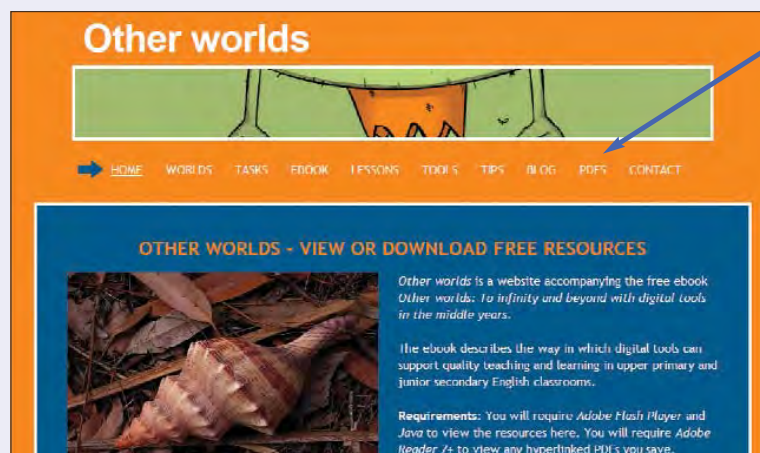 Other worlds
HOME WORLDS TASKS EBOOK LESSONS TOOLS TIPS BLOG PDFS CONTACT
OTHER WORLDS - VIEW OR DOWNLOAD FREE RESOURCES
Other worlds is a website accompanying the free ebook
Other worlds: To infinity and beyond with digital tools
in the middle years.
The ebook describes the way in which digital tools can
support quality teaching and learning in upper primary and
junior secondary English classrooms.
Requirements: You will require Adobe Flash Player and
Java to view the resources here. You will require Adobe
Reader 7+ to view any hyperlinked PDFs you save.